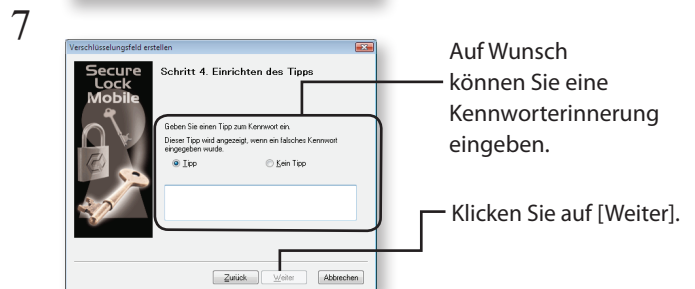 7
Verschlüsselungsfeld erstellen
Secure
Lock
Mobile
Schritt 4. Einrichten des Tipps
Geben Sie einen Tipp zum Kennwort ein.
Dieser Tipp wird angezeigt, wenn ein falsches Kennwort
eingegeben wurde.
Tipp
Kein Tipp
Zurück
Weiter
Abbrechen
Auf Wunsch
können Sie eine
Kennworterinnerung
eingeben.
Klicken Sie auf [Weiter].